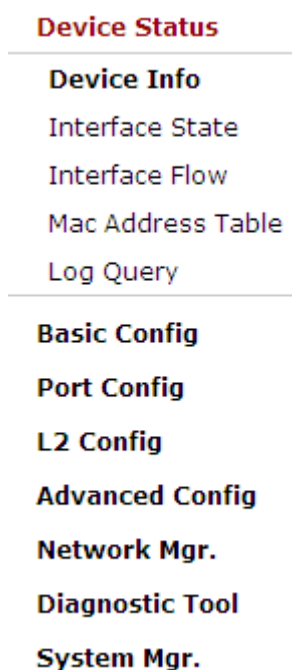 Device Status
Device Info
Interface State
Interface Flow
Mac Address Table
Log Query
Basic Config
Port Config
L2 Config
Advanced Config
Network Mgr.
Diagnostic Tool
System Mgr.